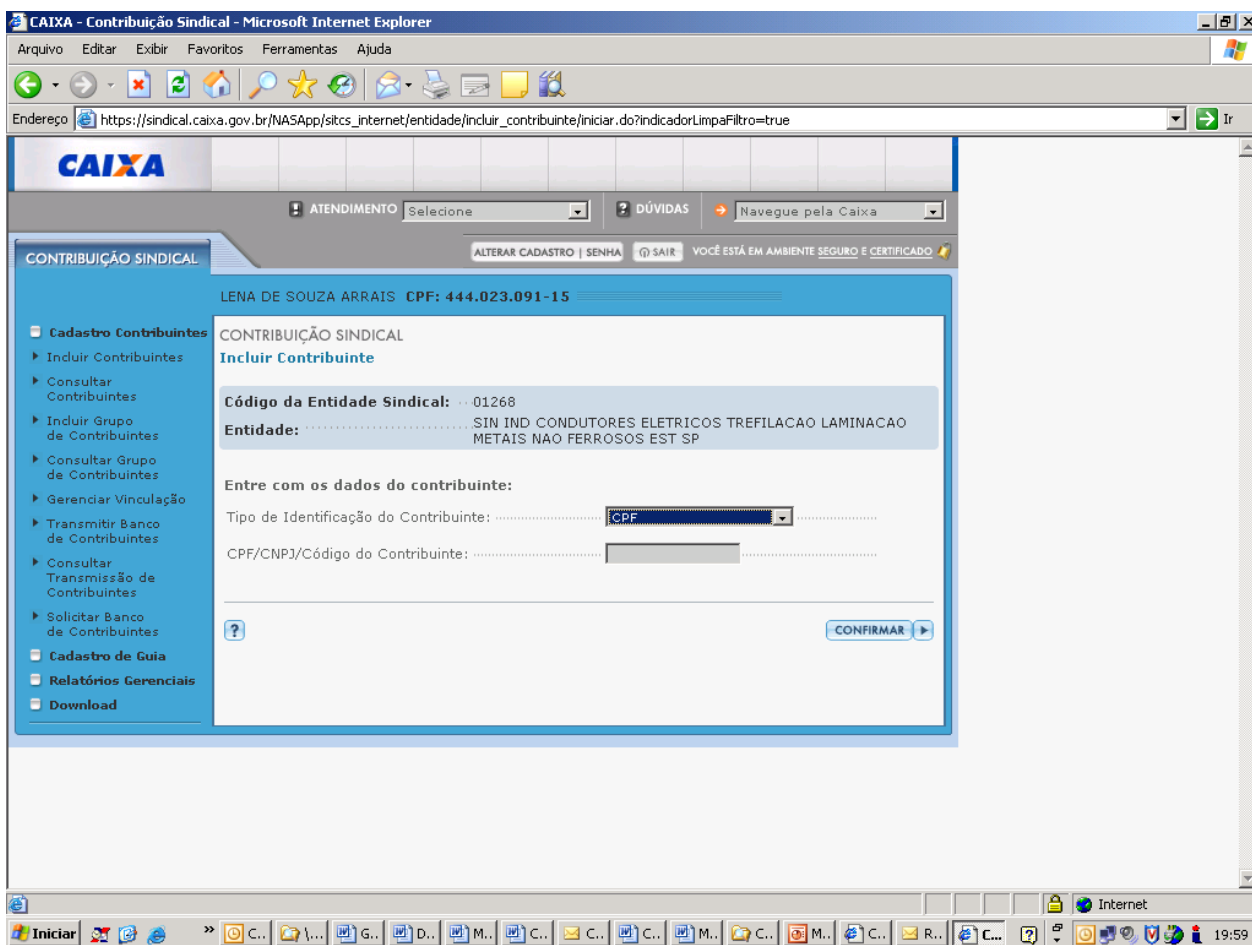 CAIXA - Contribuição Sindical - Microsoft Internet Explorer
Arquivo Editar Exibir Favoritos Ferramentas Ajuda
Endereço https://sindical.caixa.gov.br/NASApp/sitcs_internet/entidade/incluir_contribuinte/iniciar.do?indicadorLimpaFiltro=true Ir
CAIXA
ATENDIMENTO Selecione DÚVIDAS Navegue pela Caixa
CONTRIBUIÇÃO SINDICAL
ALTERAR CADASTRO | SENHA SAIR VOCÊ ESTÁ EM AMBIENTE SEGURO E CERTIFICADO
LENA DE SOUZA ARRAIS CPF: 444.023.091-15
Cadastro Contribuintes
Incluir Contribuintes
Consultar
Contribuintes
Incluir Grupo
de Contribuintes
Consultar Grupo
de Contribuintes
Gerenciar Vinculação
Transmitir Banco
de Contribuintes
Consultar
Transmissão de
Contribuintes
Solicitar Banco
de Contribuintes
Cadastro de Guia
Relatórios Gerenciais
Download
CONTRIBUIÇÃO SINDICAL
Incluir Contribuinte
Código da Entidade Sindical: 01268
Entidade: SIN IND CONDUTORES ELETRICOS TREFILACAO LAMINACAO
METAIS NAO FERROSOS EST SP
Entre com os dados do contribuinte:
Tipo de Identificação do Contribuinte: CPF
CPF/CNPJ/Código do Contribuinte:
? CONFIRMAR
Internet
Iniciar » C... \... G... D... M... C... C... C... M... C... M... C... R... C... 19:59